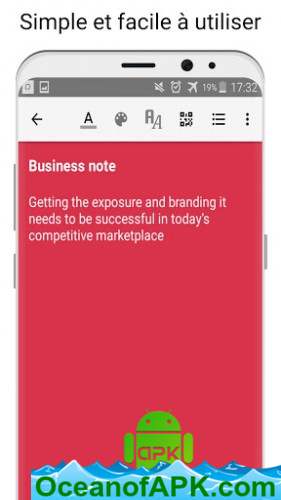 Simple et facile à utiliser
19% 17:32
A AA
Business note
Getting the exposure and branding it
needs to be successful in today's
competitive marketplace
APK
OceanofAPK.com